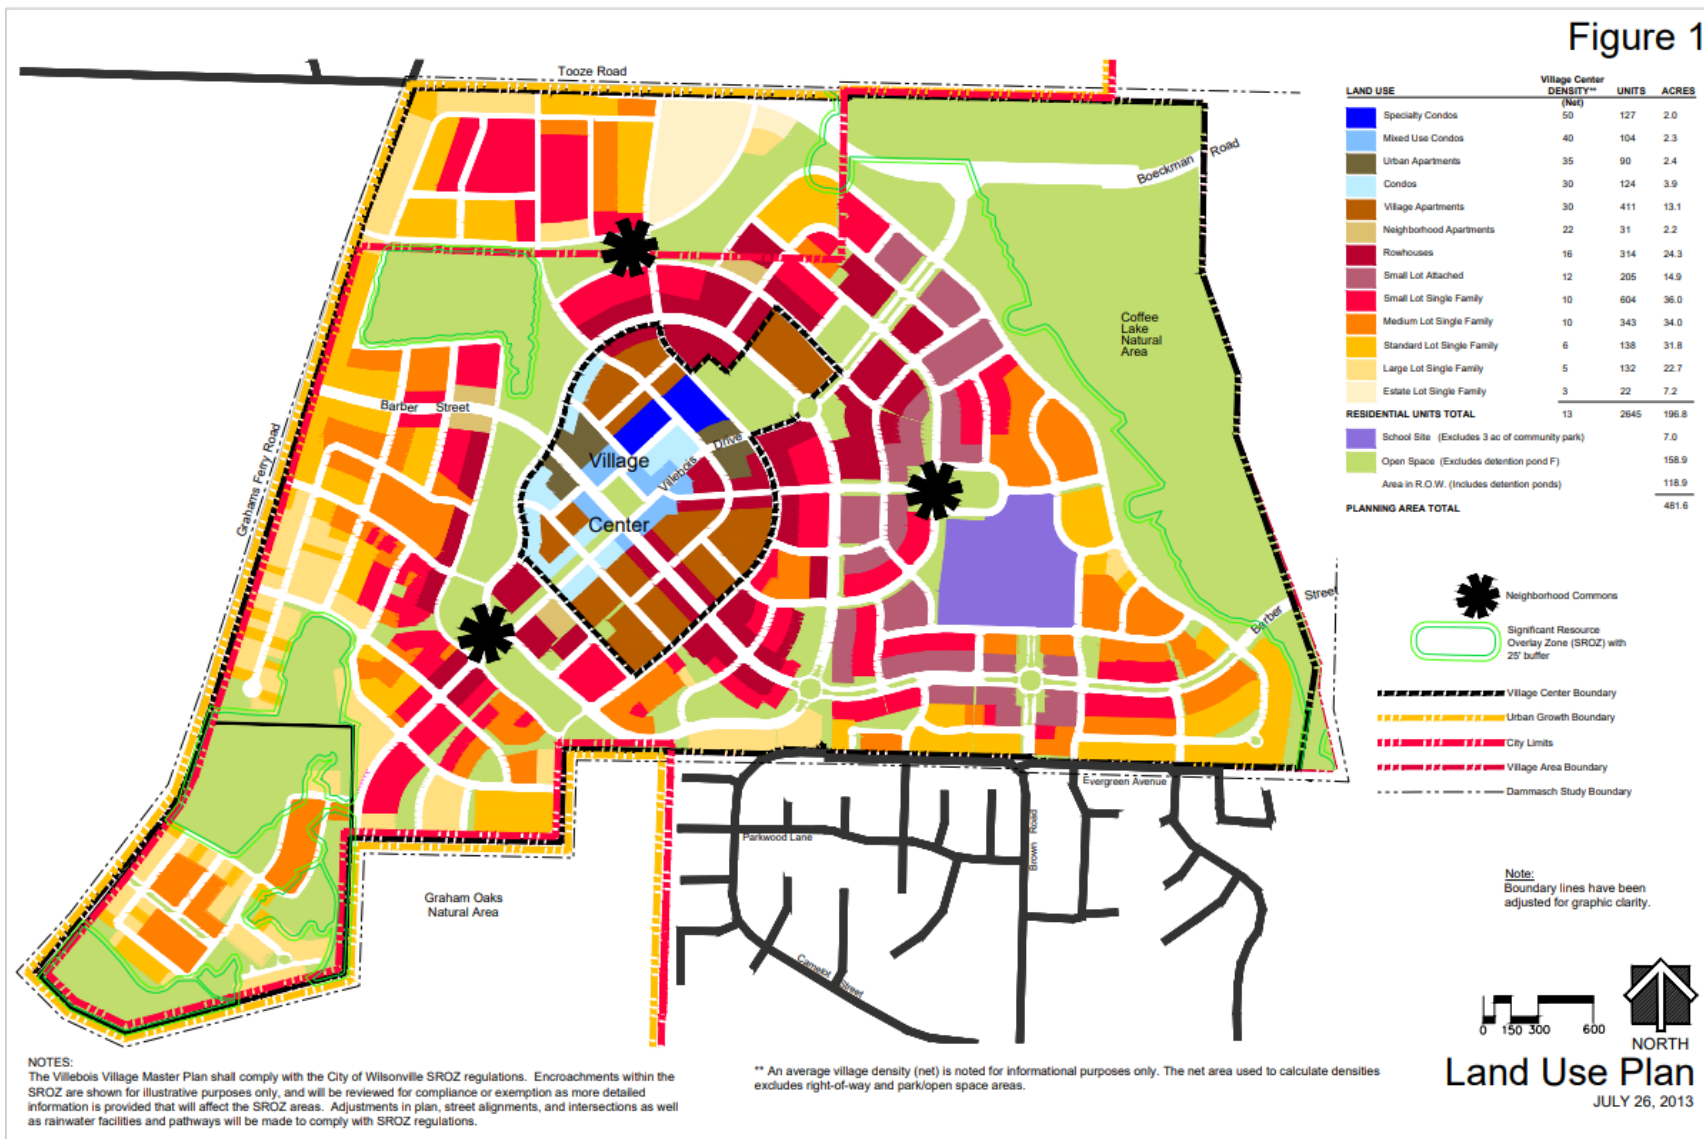 Figure 1
Tooze Road
Village Center
LAND USE DENSITY** UNITS ACRES
(Net)
Specialty Condos 50 127 2.0
Mixed Use Condos 40 104 2.3
Urban Apartments 35 90 2.4
Condos 30 124 3.9
Village Apartments 30 411 13.1
Neighborhood Apartments 22 31 2.2
Rowhouses 16 314 24.3
Small Lot Attached 12 205 14.9
Small Lot Single Family 10 604 36.0
Medium Lot Single Family 10 343 34.0
Standard Lot Single Family 6 138 31.8
Large Lot Single Family 5 132 22.7
Estate Lot Single Family 3 22 7.2
RESIDENTIAL UNITS TOTAL 13 2645 196.8
School Site (Excludes 3 ac of community park) 7.0
Open Space (Excludes detention pond F) 158.9
Area in R.O.W. (Includes detention ponds) 118.9
PLANNING AREA TOTAL 481.6
Boeckman Road
Coffee
Lake
Natural
Area
Barber Street
Grahams Ferry Road
Village
Center
Villebois Drive
Barber Street
Neighborhood Commons
Significant Resource
Overlay Zone (SROZ) with
25' buffer
Village Center Boundary
Urban Growth Boundary
City Limits
Village Area Boundary
Dammasch Study Boundary
Evergreen Avenue
Parkwood Lane
Brown Road
Camelot Street
Graham Oaks
Natural Area
Note:
Boundary lines have been
adjusted for graphic clarity.
0 150 300 600
NORTH
Land Use Plan
JULY 26, 2013
NOTES:
The Villebois Village Master Plan shall comply with the City of Wilsonville SROZ regulations. Encroachments within the
SROZ are shown for illustrative purposes only, and will be reviewed for compliance or exemption as more detailed
information is provided that will affect the SROZ areas. Adjustments in plan, street alignments, and intersections as well
as rainwater facilities and pathways will be made to comply with SROZ regulations.
** An average village density (net) is noted for informational purposes only. The net area used to calculate densities
excludes right-of-way and park/open space areas.